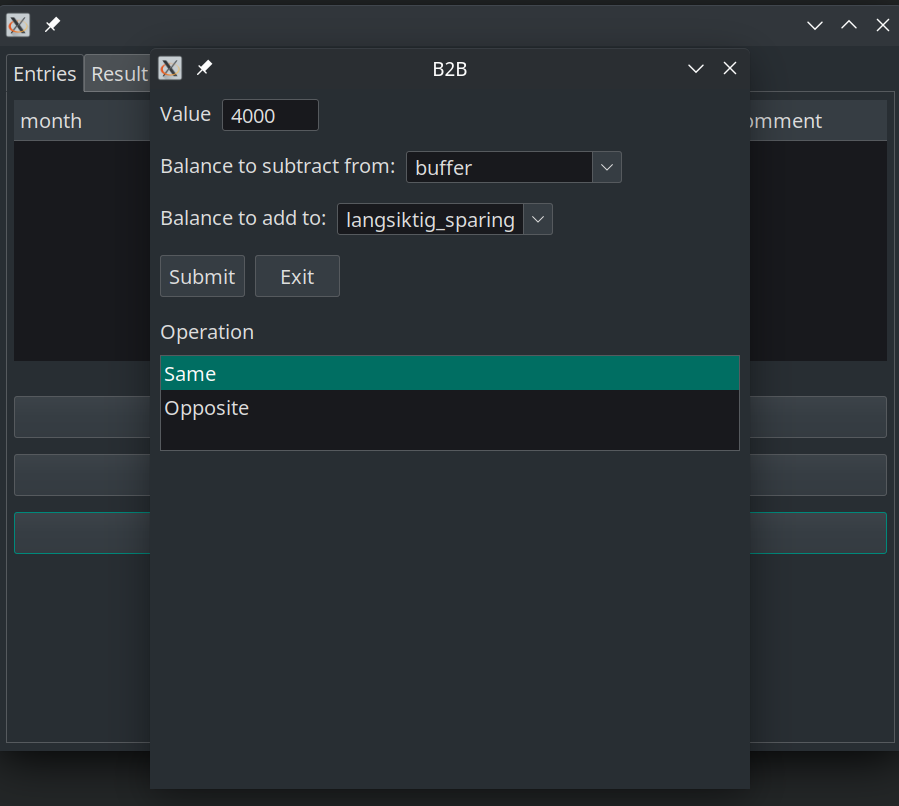 B2B
Entries Result
month
omment
Value 4000
Balance to subtract from: buffer
Balance to add to: langsiktig_sparing
Submit Exit
Operation
Same
Opposite